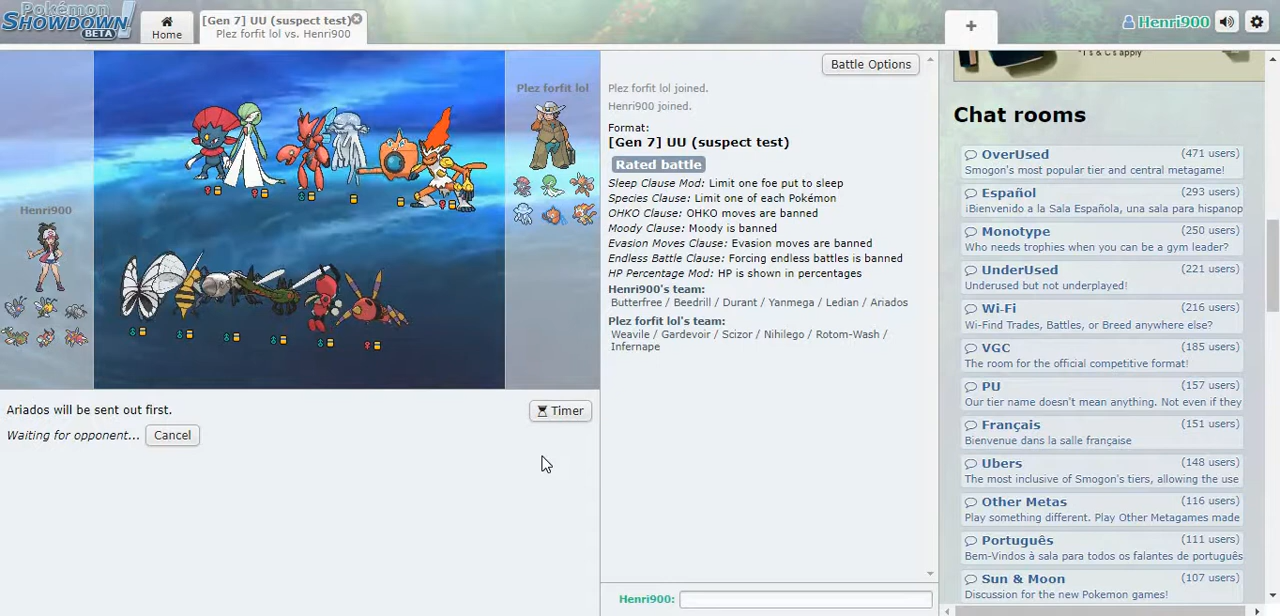 Pokémon
SHOWDOWN!
BETA
Home
[Gen 7] UU (suspect test)
Plez forfit lol vs. Henri900
+
Henri900
Plez forfit lol
Henri900
Ariados will be sent out first.
Timer
Waiting for opponent...
Cancel
Battle Options
Plez forfit lol joined.
Henri900 joined.
Format:
[Gen 7] UU (suspect test)
Rated battle
Sleep Clause Mod: Limit one foe put to sleep
Species Clause: Limit one of each Pokémon
OHKO Clause: OHKO moves are banned
Moody Clause: Moody is banned
Evasion Moves Clause: Evasion moves are banned
Endless Battle Clause: Forcing endless battles is banned
HP Percentage Mod: HP is shown in percentages
Henri900's team:
Butterfree / Beedrill / Durant / Yanmega / Ledian / Ariados
Plez forfit lol's team:
Weavile / Gardevoir / Scizor / Nihilego / Rotom-Wash /
Infernape
Henri900:
*T's & C's apply
Chat rooms
OverUsed (471 users)
Smogon's most popular tier and central metagame!
Español (293 users)
¡Bienvenido a la Sala Española, una sala para hispanop
Monotype (250 users)
Who needs trophies when you can be a gym leader?
UnderUsed (221 users)
Underused but not underplayed!
Wi-Fi (216 users)
Wi-Find Trades, Battles, or Breed anywhere else?
VGC (185 users)
The room for the official competitive format!
PU (157 users)
Our tier name doesn't mean anything. Not even if they
Français (151 users)
Bienvenue dans la salle française
Ubers (148 users)
The most inclusive of Smogon's tiers, allowing the use
Other Metas (116 users)
Play something different. Play Other Metagames made
Português (111 users)
Bem-Vindos à sala para todos os falantes de português
Sun & Moon (107 users)
Discussion for the new Pokemon games!